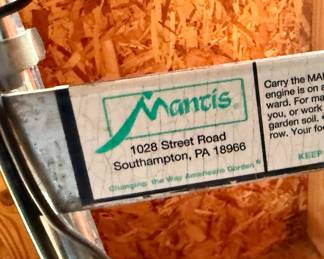 Mantis®
1028 Street Road
Southampton, PA 18966
Changing the Way Americans Garden®
Carry the MA
engine is on a
ward. For ma
you, or work
garden soil.
row. Your fo
KEEP